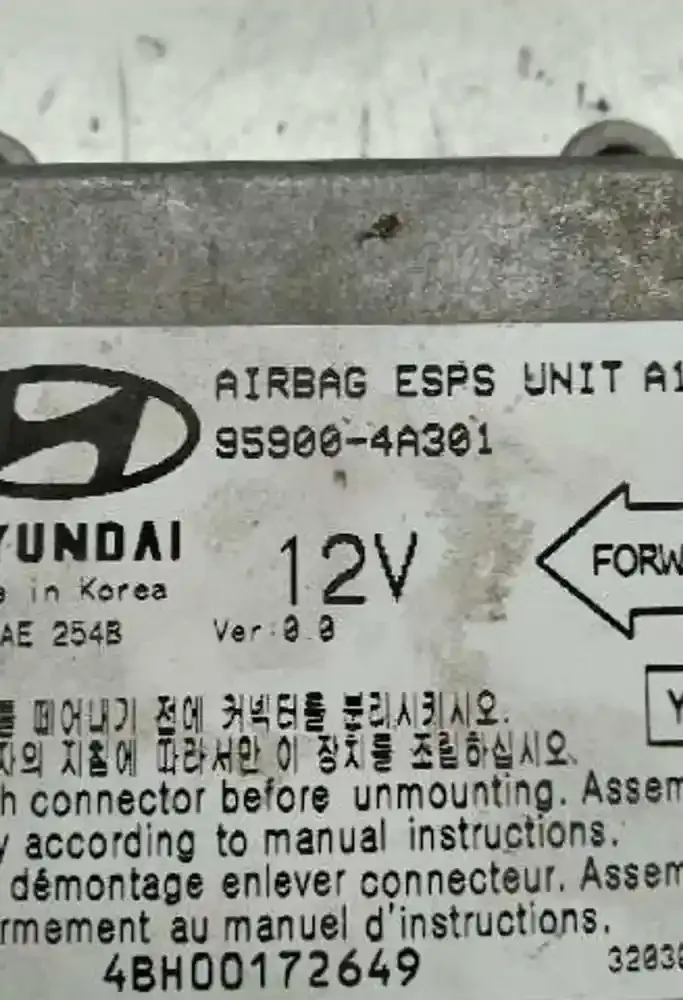 AIRBAG ESPS UNIT A1
95900-4A301
YUNDAI
12V
FORW
in Korea
AE 254B
Ver:0.0
Y
를 떼어내기 전에 커넥터를 분리시키시오.
자의 지침에 따라서만 이 장치를 조립하십시오.
h connector before unmounting. Assem
y according to manual instructions.
démontage enlever connecteur. Assem
rmement au manuel d'instructions.
4BH00172649
3203